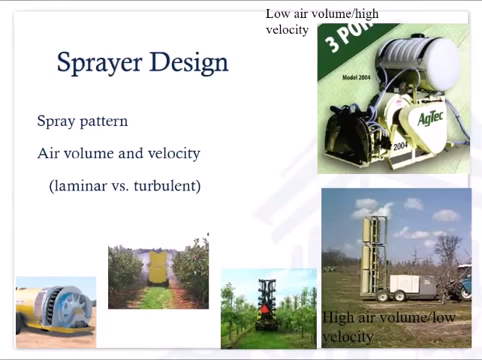 Low air volume/high
velocity
3 PO
Sprayer Design
Model 2004
AgTec
2004
Spray pattern
Air volume and velocity
(laminar vs. turbulent)
High air volume/low
velocity